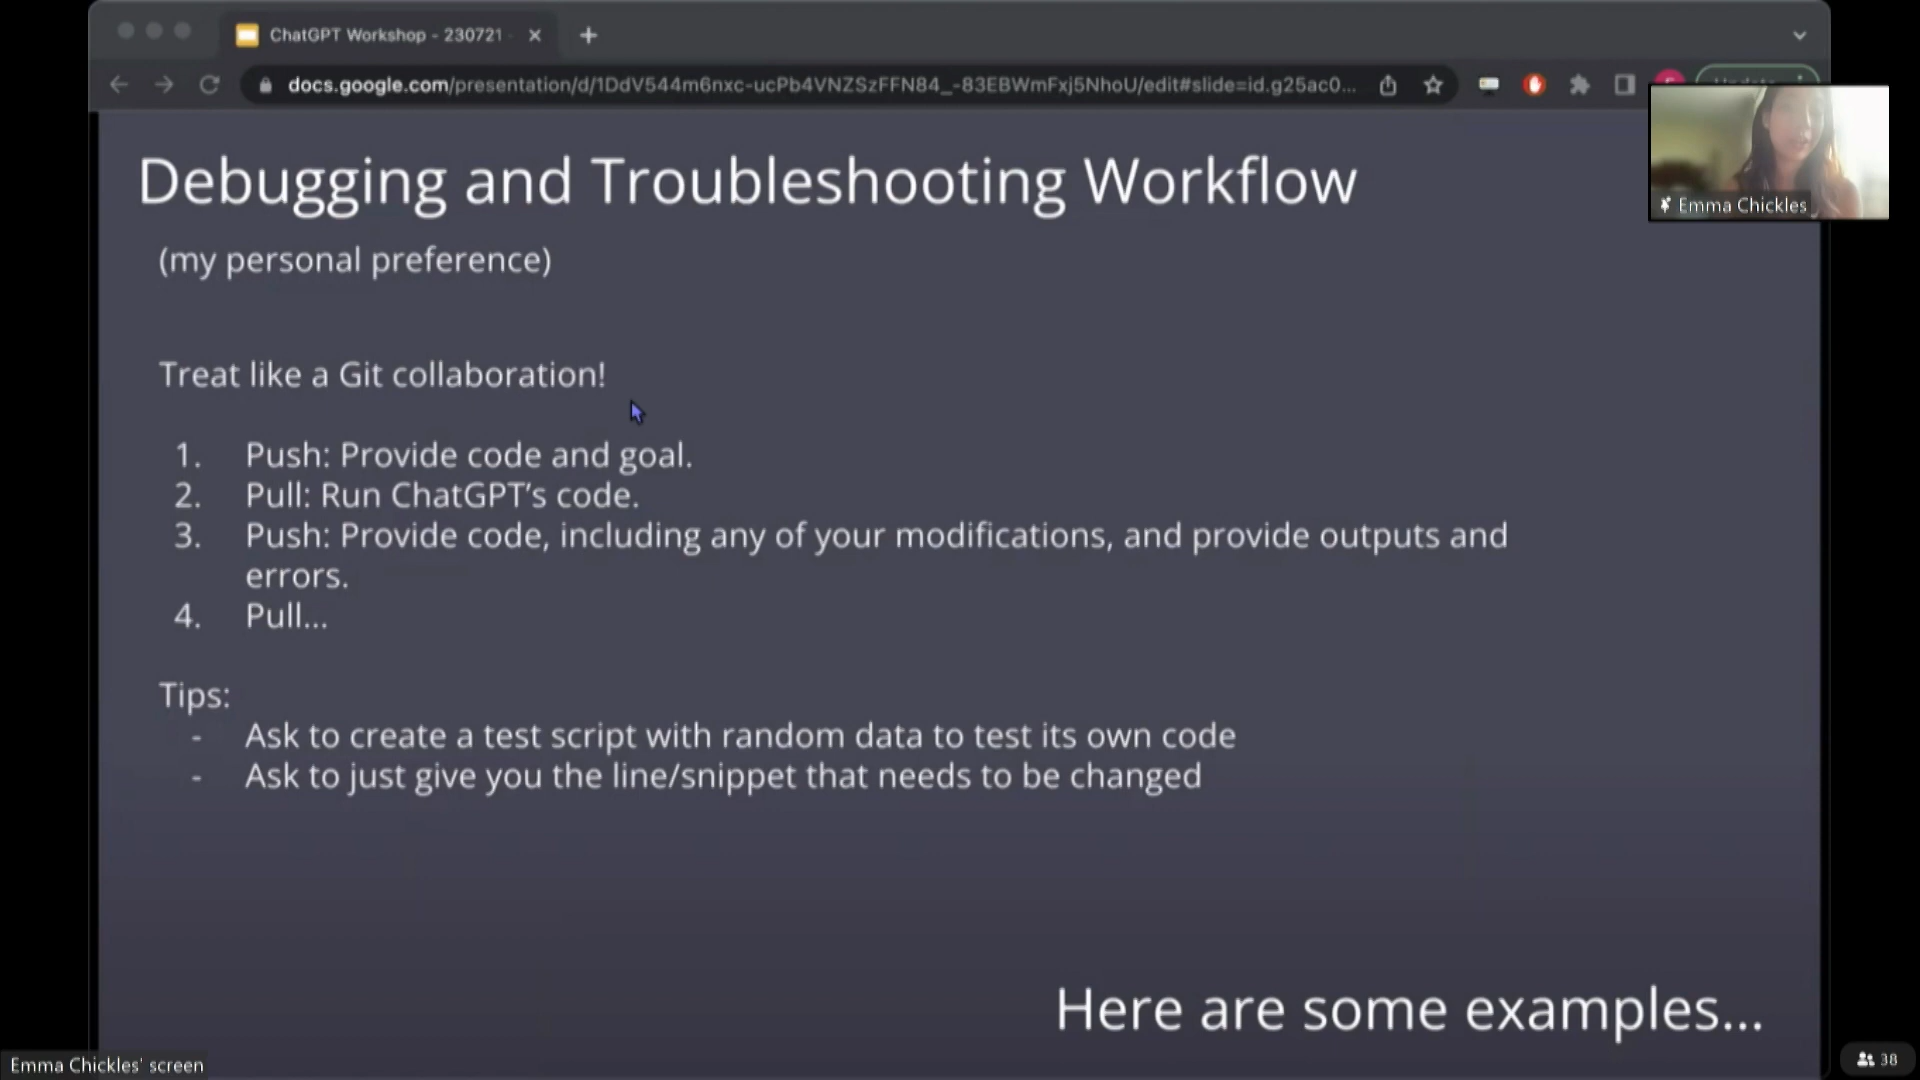 ChatGPT Workshop - 230721
docs.google.com/presentation/d/1DdV544m6nxc-ucPb4VNZSzFFN84_-83EBWmFxj5NhoU/edit#slide=id.g25ac0...
Debugging and Troubleshooting Workflow
Emma Chickles
(my personal preference)
Treat like a Git collaboration!
1. Push: Provide code and goal.
2. Pull: Run ChatGPT’s code.
3. Push: Provide code, including any of your modifications, and provide outputs and
errors.
4. Pull...
Tips:
- Ask to create a test script with random data to test its own code
- Ask to just give you the line/snippet that needs to be changed
Here are some examples...
Emma Chickles' screen
38